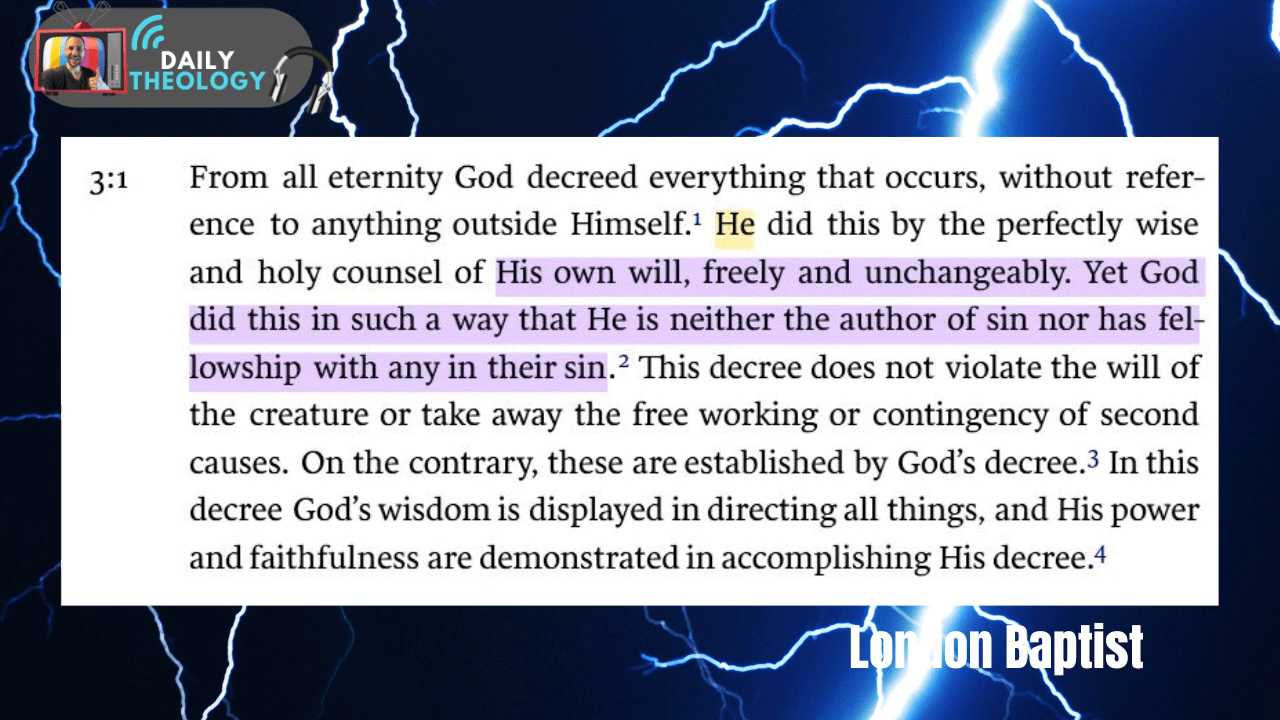 DAILY
THEOLOGY
3:1 From all eternity God decreed everything that occurs, without refer-
ence to anything outside Himself.¹ He did this by the perfectly wise
and holy counsel of His own will, freely and unchangeably. Yet God
did this in such a way that He is neither the author of sin nor has fel-
lowship with any in their sin.² This decree does not violate the will of
the creature or take away the free working or contingency of second
causes. On the contrary, these are established by God’s decree.³ In this
decree God’s wisdom is displayed in directing all things, and His power
and faithfulness are demonstrated in accomplishing His decree.⁴
London Baptist